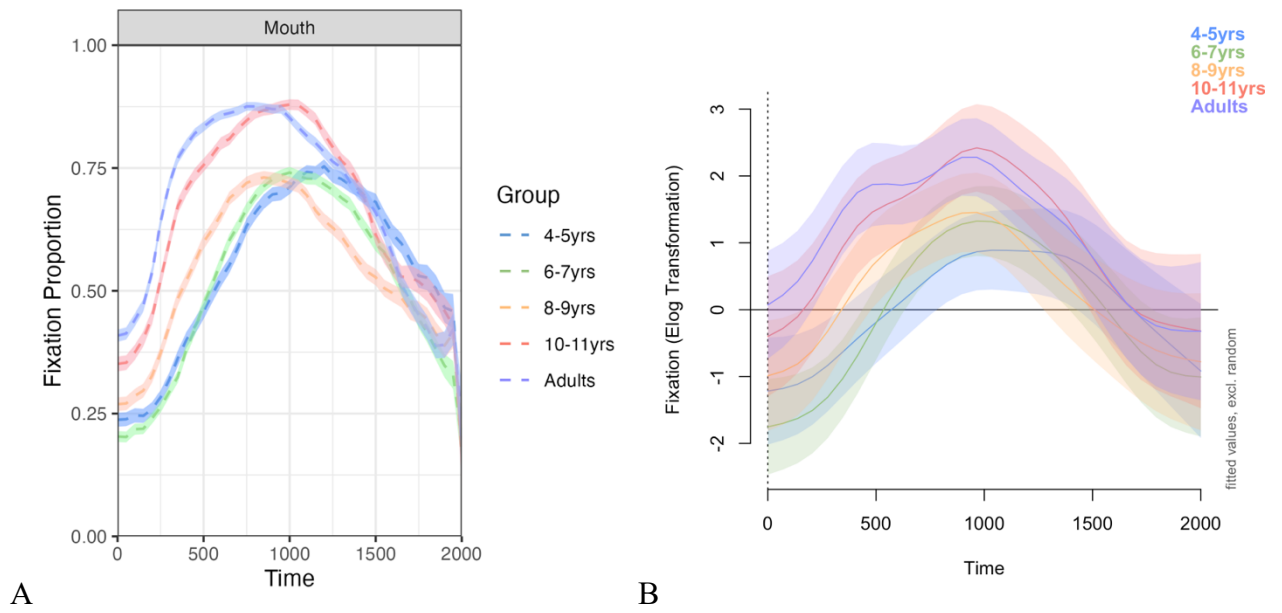 Mouth
1.00
0.75
0.50
0.25
0.00
Fixation Proportion
0 500 1000 1500 2000
Time
Group
4-5yrs
6-7yrs
8-9yrs
10-11yrs
Adults
A
4-5yrs
6-7yrs
8-9yrs
10-11yrs
Adults
3
2
1
0
-1
-2
Fixation (Elog Transformation)
0 500 1000 1500 2000
Time
fitted values, excl. random
B